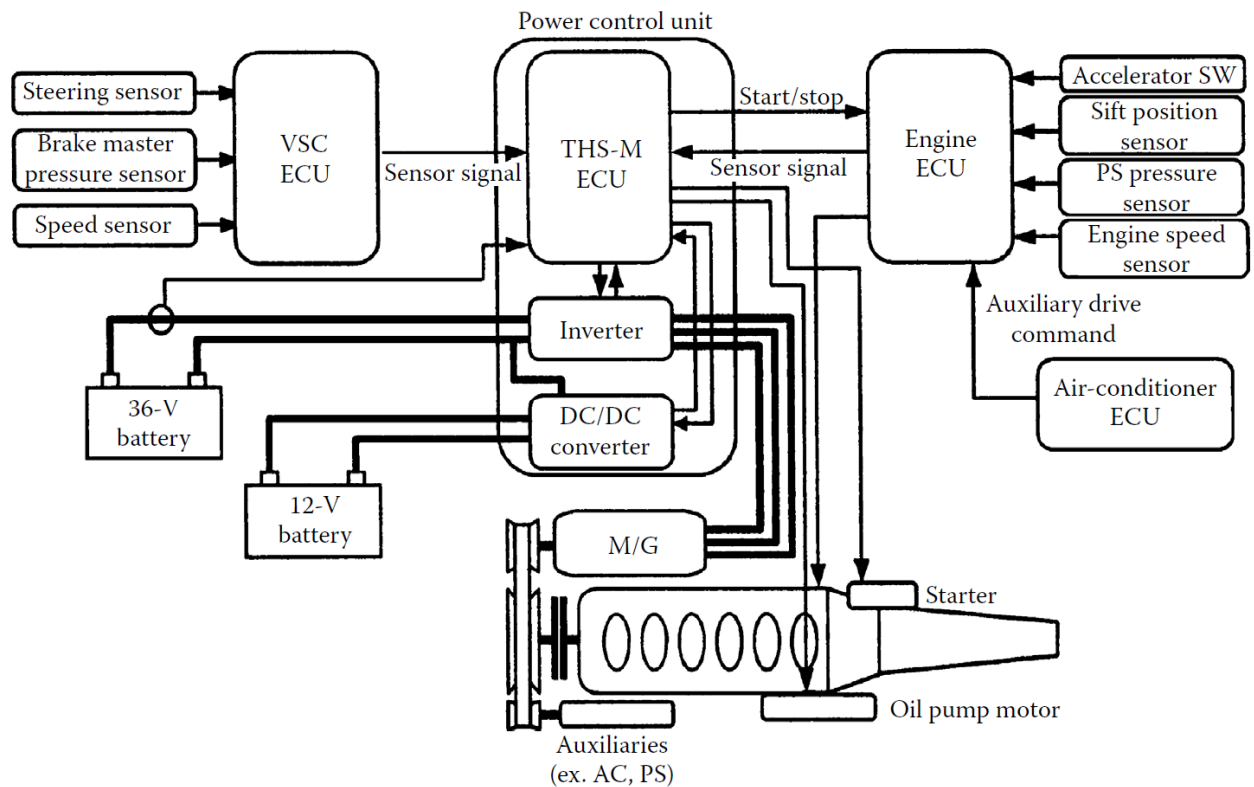 Power control unit
Steering sensor
Brake master
pressure sensor
Speed sensor
VSC
ECU
Sensor signal
THS-M
ECU
Start/stop
Sensor signal
Engine
ECU
Accelerator SW
Sift position
sensor
PS pressure
sensor
Engine speed
sensor
Auxiliary drive
command
Air-conditioner
ECU
Inverter
DC/DC
converter
36-V
battery
12-V
battery
M/G
Starter
Oil pump motor
Auxiliaries
(ex. AC, PS)